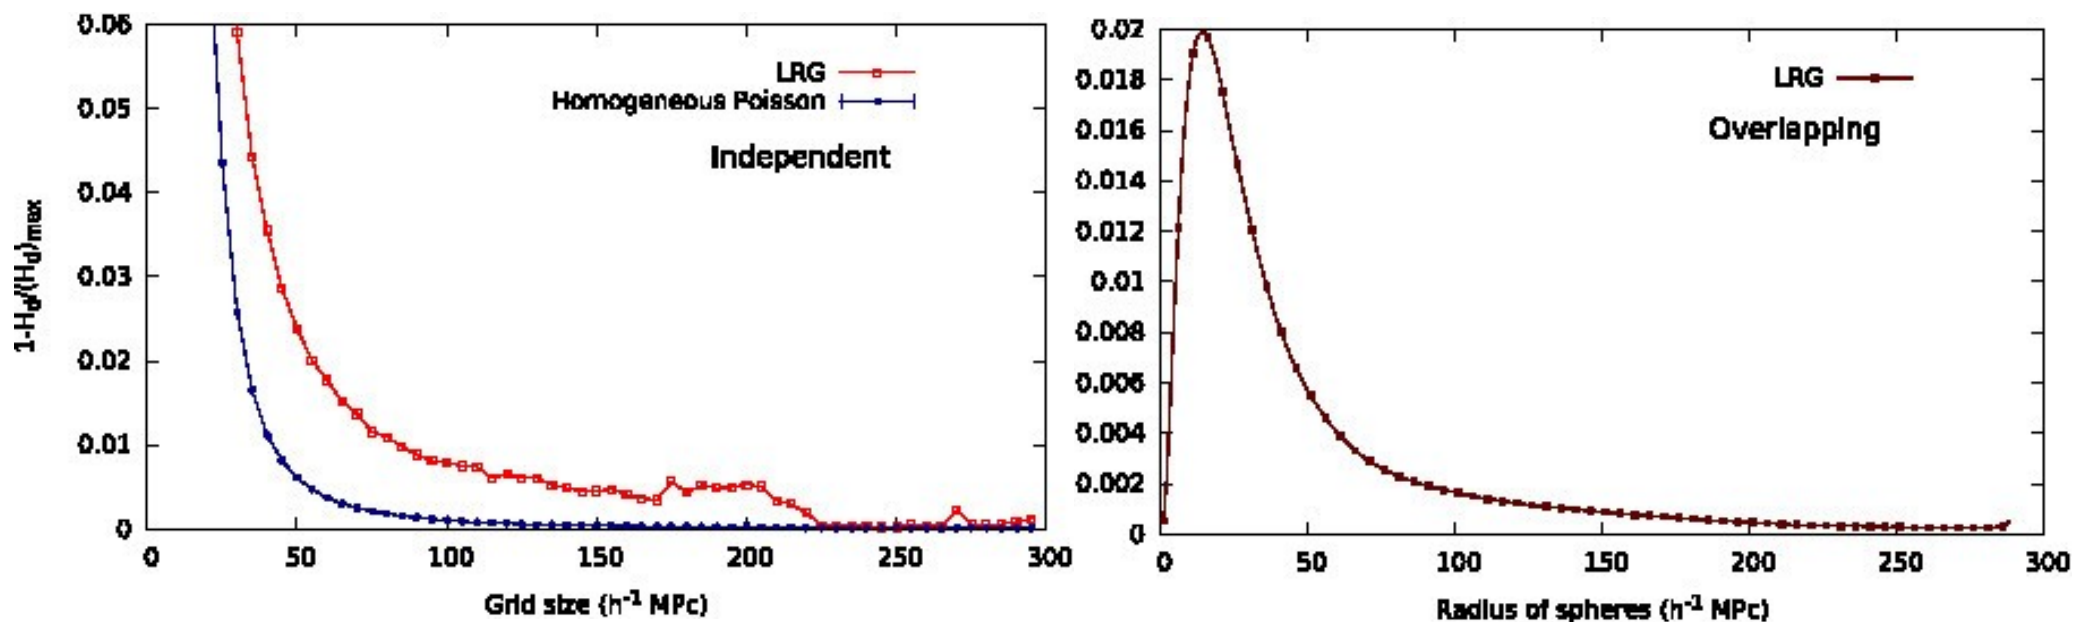 0.06
0.05
0.04
0.03
0.02
0.01
0
1-Hd/(Hd)max
LRG
Homogeneous Poisson
Independent
0 50 100 150 200 250 300
Grid size (h-1 MPc)
0.02
0.018
0.016
0.014
0.012
0.01
0.008
0.006
0.004
0.002
0
LRG
Overlapping
0 50 100 150 200 250 300
Radius of spheres (h-1 MPc)